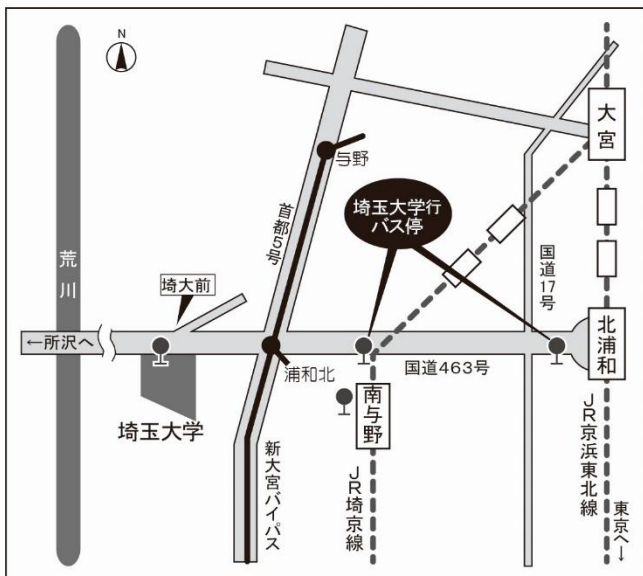 N
大宮
与野
埼玉大学行
バス停
首都5号
国道17号
荒川
埼大前
←所沢へ
浦和北
国道463号
北浦和
南与野
埼玉大学
新大宮バイパス
JR埼京線
JR京浜東北線
東京へ→